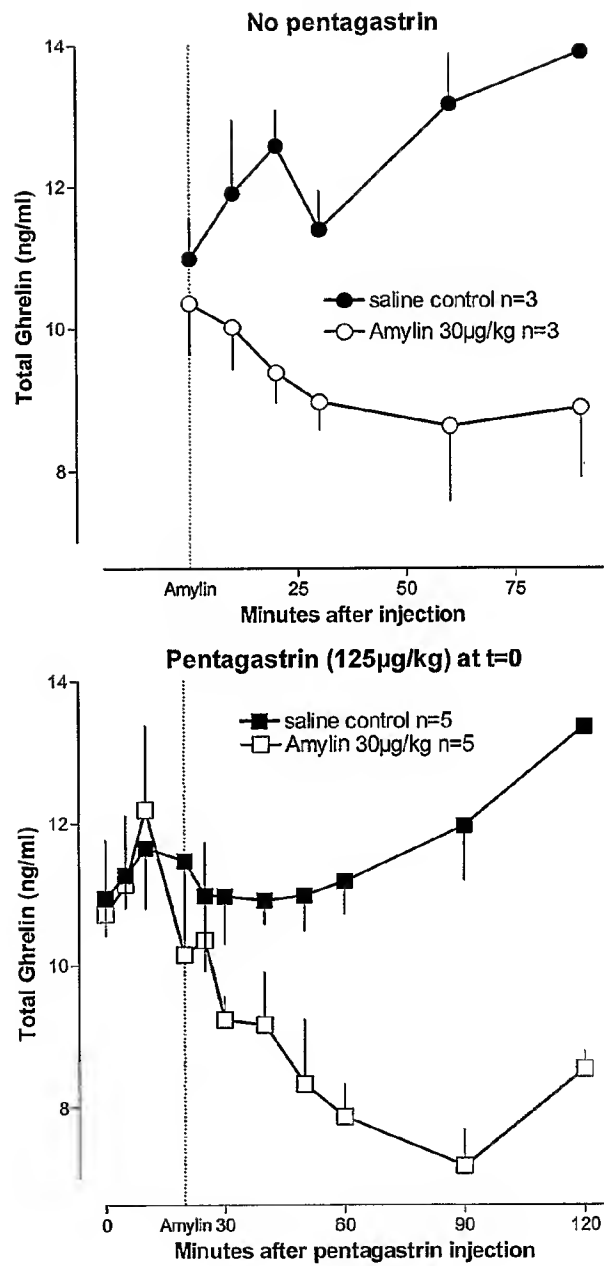 No pentagastrin
14
12
10
8
Total Ghrelin (ng/ml)
saline control n=3
Amylin 30µg/kg n=3
Amylin 25 50 75
Minutes after injection
Pentagastrin (125µg/kg) at t=0
14
12
10
8
Total Ghrelin (ng/ml)
saline control n=5
Amylin 30µg/kg n=5
0 Amylin 30 60 90 120
Minutes after pentagastrin injection